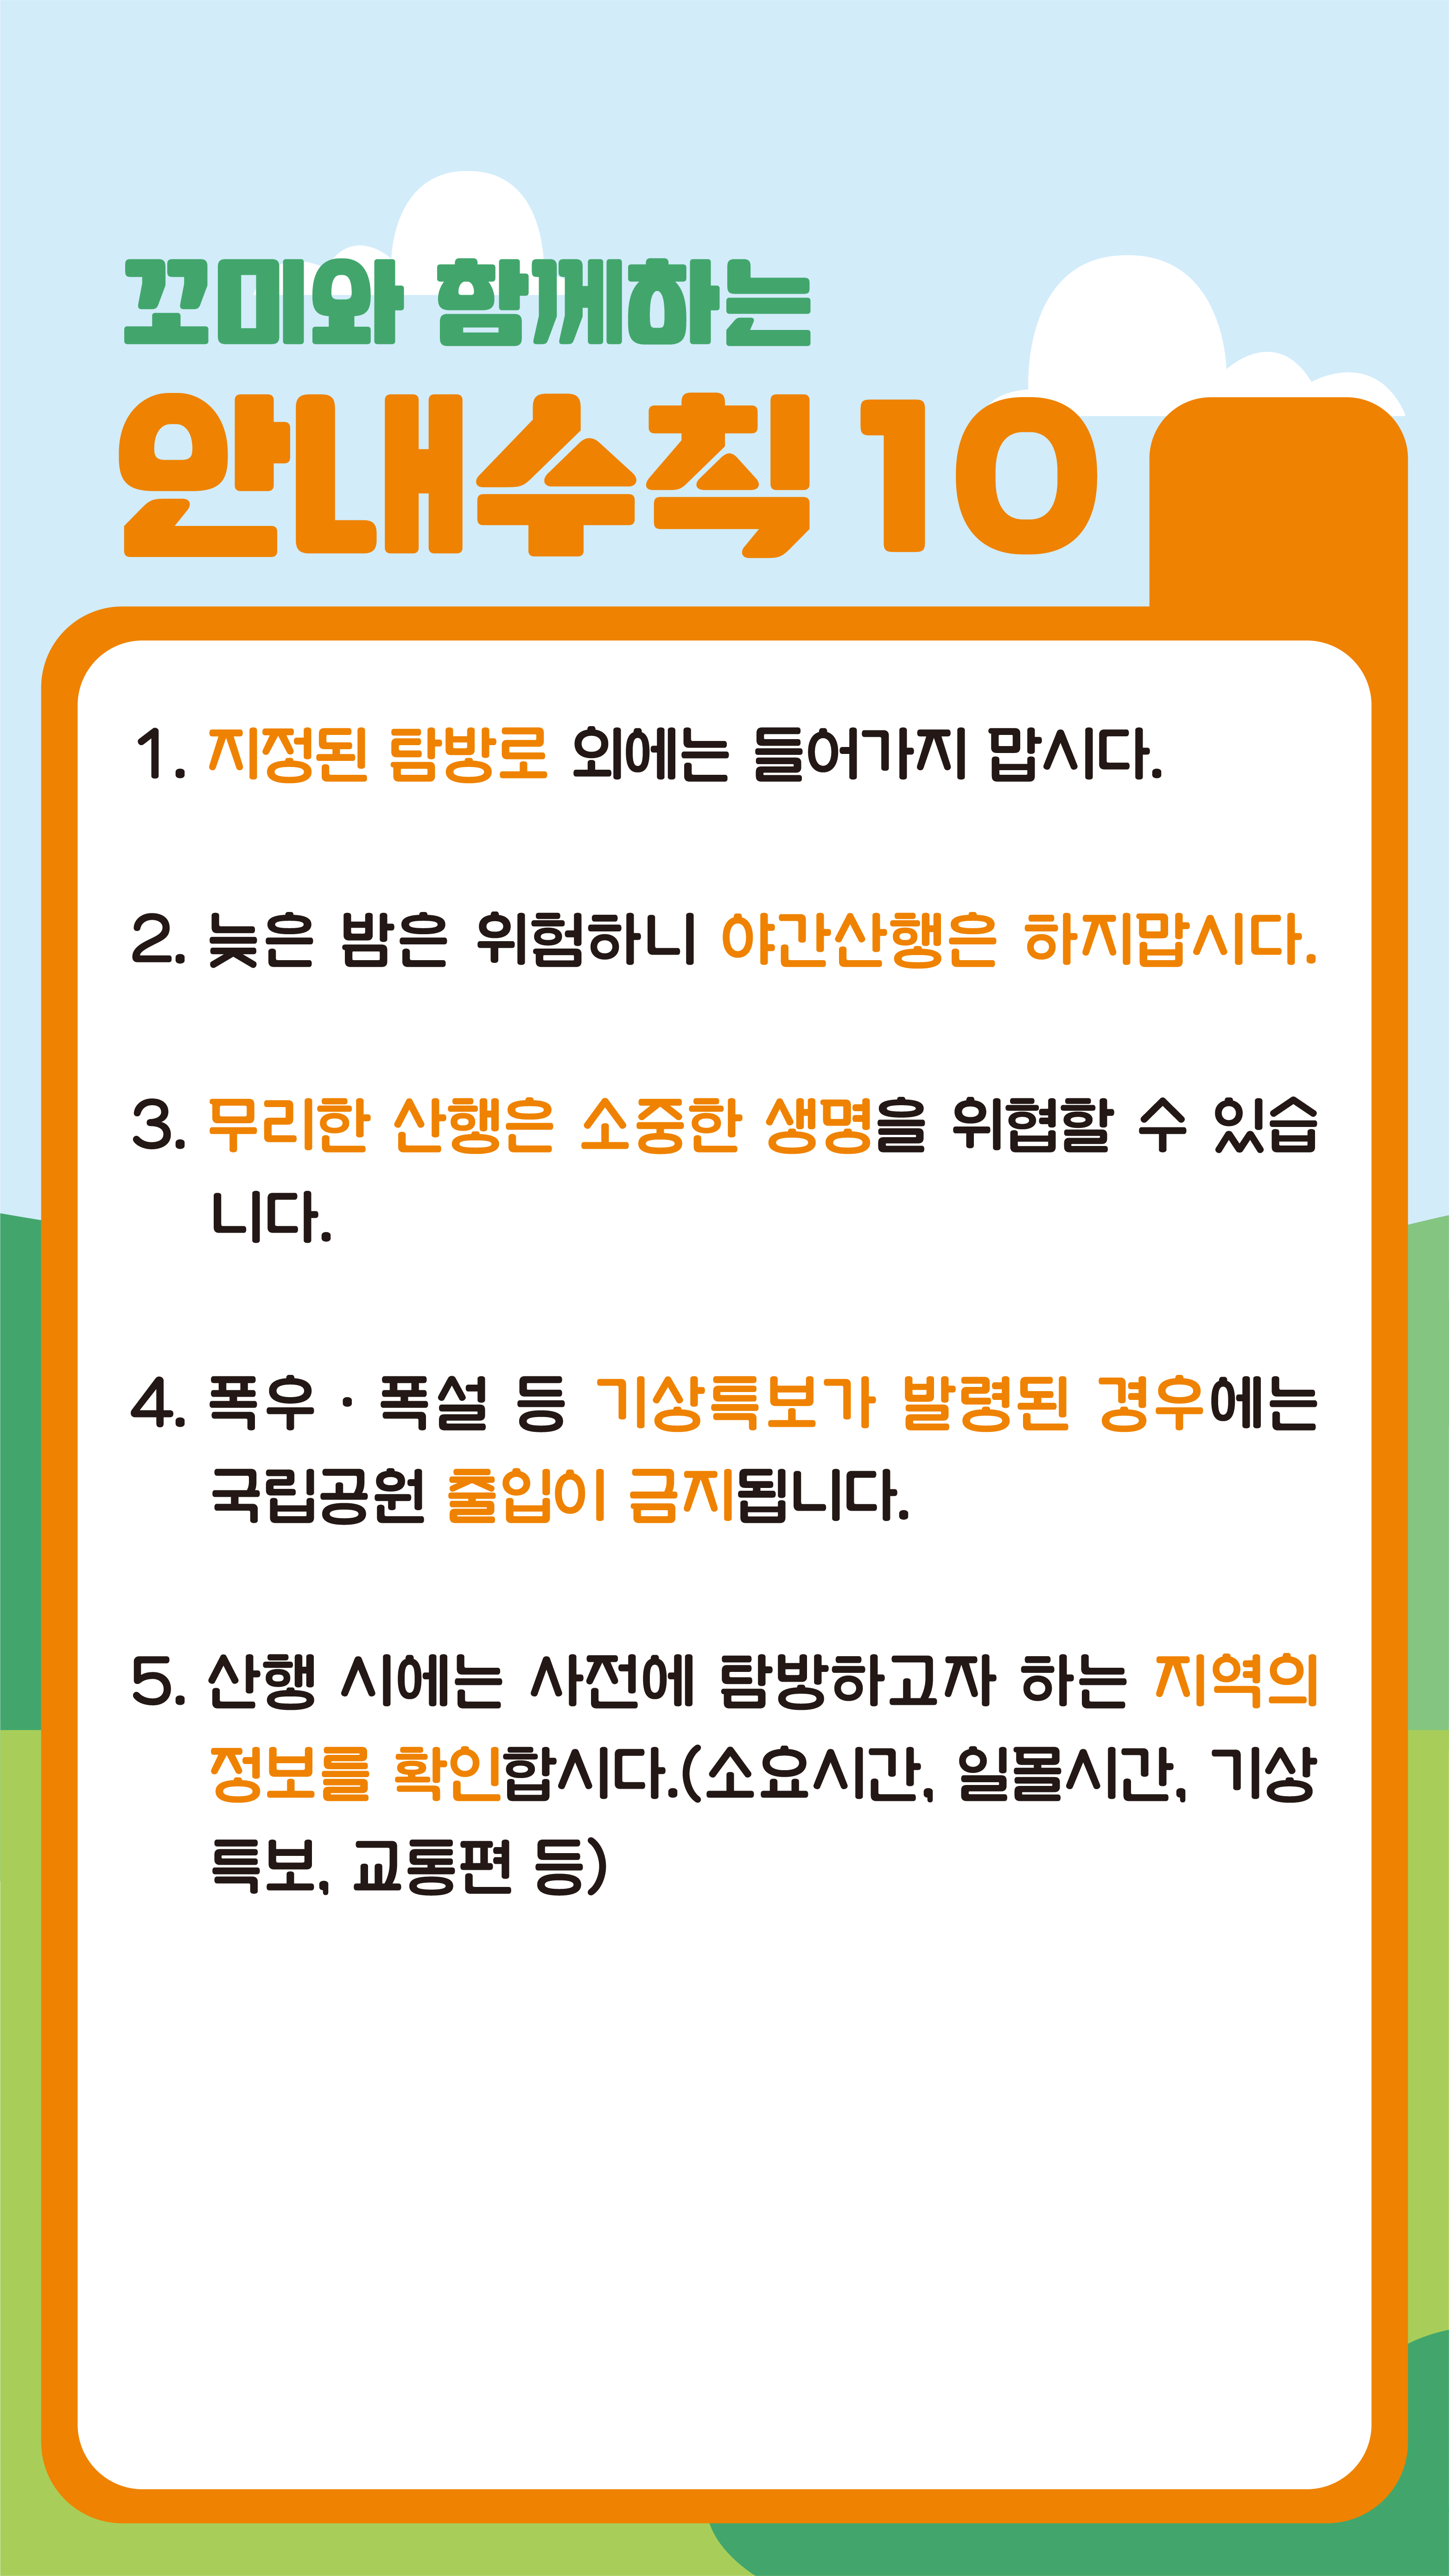 꼬미와 함께하는
안내수칙 10
1. 지정된 탐방로 외에는 들어가지 맙시다.
2. 늦은 밤은 위험하니 야간산행은 하지맙시다.
3. 무리한 산행은 소중한 생명을 위협할 수 있습
니다.
4. 폭우 · 폭설 등 기상특보가 발령된 경우에는
국립공원 출입이 금지됩니다.
5. 산행 시에는 사전에 탐방하고자 하는 지역의
정보를 확인합시다.(소요시간, 일몰시간, 기상
특보, 교통편 등)